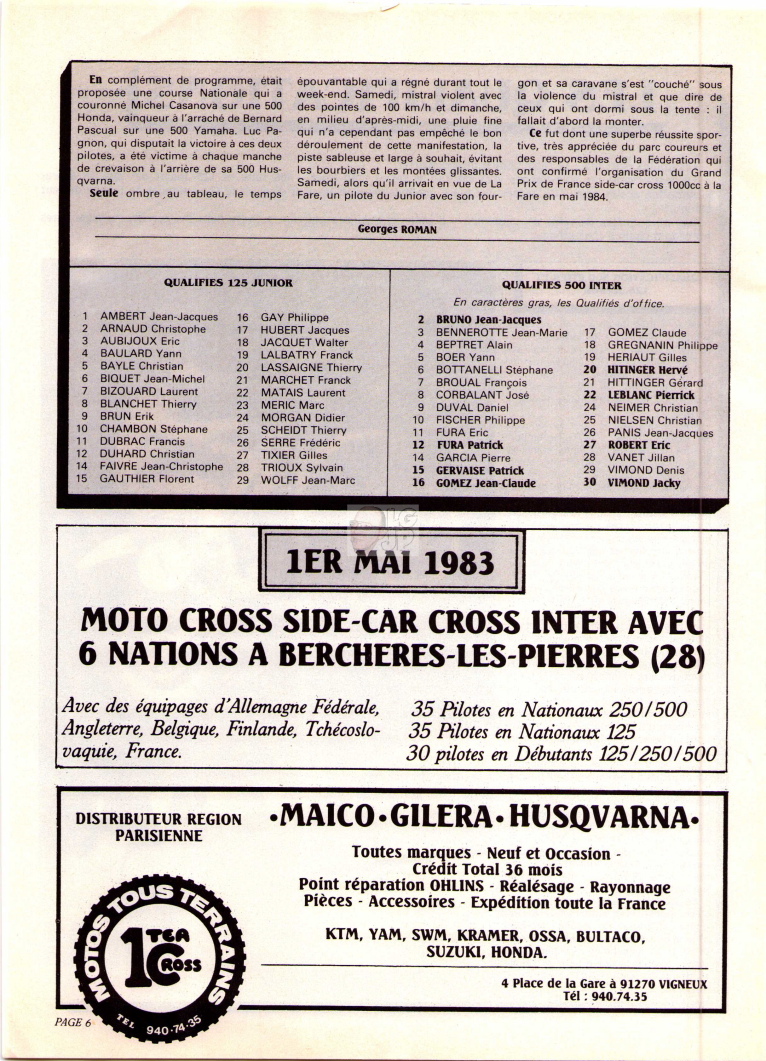 En complément de programme, était
proposée une course Nationale qui a
couronné Michel Casanova sur une 500
Honda, vainqueur à l'arraché de Bernard
Pascual sur une 500 Yamaha. Luc Pa-
gnon, qui disputait la victoire à ces deux
pilotes, a été victime à chaque manche
de crevaison à l'arrière de sa 500 Hus-
qvarna.
Seule ombre au tableau, le temps
épouvantable qui a régné durant tout le
week-end. Samedi, mistral violent avec
des pointes de 100 km/h et dimanche,
en milieu d'après-midi, une pluie fine
qui n'a cependant pas empêché le bon
déroulement de cette manifestation, la
piste sableuse et large à souhait, évitant
les bourbiers et les montées glissantes.
Samedi, alors qu'il arrivait en vue de La
Fare, un pilote du Junior avec son four-
gon et sa caravane s'est "couché" sous
la violence du mistral et que dire de
ceux qui ont dormi sous la tente : il
fallait d'abord la monter.
Ce fut dont une superbe réussite spor-
tive, très appréciée du parc coureurs et
des responsables de la Fédération qui
ont confirmé l'organisation du Grand
Prix de France side-car cross 1000cc à la
Fare en mai 1984.
Georges ROMAN
QUALIFIES 125 JUNIOR
1 AMBERT Jean-Jacques
2 ARNAUD Christophe
3 AUBIJOUX Eric
4 BAULARD Yann
5 BAYLE Christian
6 BIQUET Jean-Michel
7 BIZOUARD Laurent
8 BLANCHET Thierry
9 BRUN Erik
10 CHAMBON Stéphane
11 DUBRAC Francis
12 DUHARD Christian
14 FAIVRE Jean-Christophe
15 GAUTHIER Florent
16 GAY Philippe
17 HUBERT Jacques
18 JACQUET Walter
19 LALBATRY Franck
20 LASSAIGNE Thierry
21 MARCHET Franck
22 MATAIS Laurent
23 MERIC Marc
24 MORGAN Didier
25 SCHEIDT Thierry
26 SERRE Frédéric
27 TIXIER Gilles
28 TRIOUX Sylvain
29 WOLFF Jean-Marc
QUALIFIES 500 INTER
En caractères gras, les Qualifiés d'office.
2 BRUNO Jean-Jacques
3 BENNEROTTE Jean-Marie
4 BEPTRET Alain
5 BOER Yann
6 BOTTANELLI Stéphane
7 BROUAL François
8 CORBALANT José
9 DUVAL Daniel
10 FISCHER Philippe
11 FURA Eric
12 FURA Patrick
14 GARCIA Pierre
15 GERVAISE Patrick
16 GOMEZ Jean-Claude
17 GOMEZ Claude
18 GREGNANIN Philippe
19 HERIAUT Gilles
20 HITINGER Hervé
21 HITTINGER Gérard
22 LEBLANC Pierrick
24 NEIMER Christian
25 NIELSEN Christian
26 PANIS Jean-Jacques
27 ROBERT Eric
28 VANET Jillan
29 VIMOND Denis
30 VIMOND Jacky
LG
JP
1ER MAI 1983
MOTO CROSS SIDE-CAR CROSS INTER AVEC
6 NATIONS A BERCHERES-LES-PIERRES (28)
Avec des équipages d'Allemagne Fédérale,
Angleterre, Belgique, Finlande, Tchécoslo-
vaquie, France.
35 Pilotes en Nationaux 250/500
35 Pilotes en Nationaux 125
30 pilotes en Débutants 125/250/500
DISTRIBUTEUR REGION
PARISIENNE
•MAICO•GILERA•HUSQVARNA•
Toutes marques - Neuf et Occasion -
Crédit Total 36 mois
Point réparation OHLINS - Réalésage - Rayonnage
Pièces - Accessoires - Expédition toute la France
KTM, YAM, SWM, KRAMER, OSSA, BULTACO,
SUZUKI, HONDA.
4 Place de la Gare à 91270 VIGNEUX
Tél : 940.74.35
MOTOS TOUS TERRAINS
1 TER
CROSS
TEL 940-74-35
PAGE 6